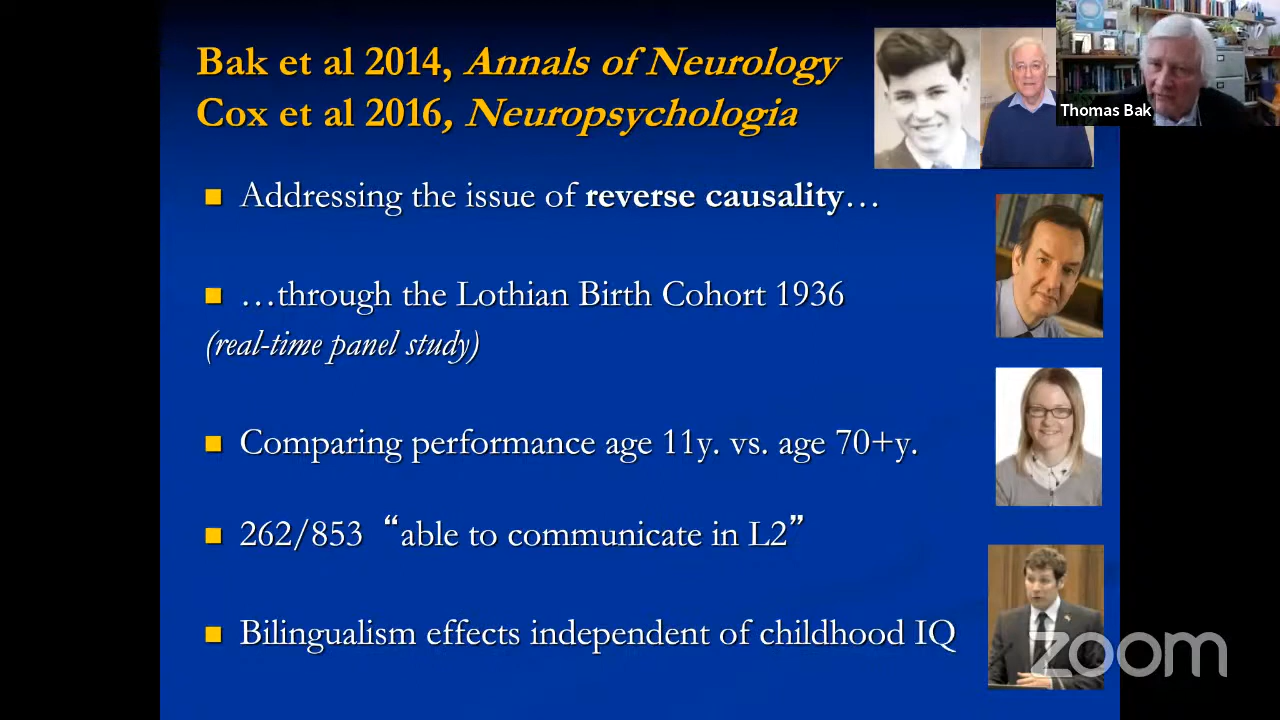 Bak et al 2014, Annals of Neurology
Cox et al 2016, Neuropsychologia
Thomas Bak
■ Addressing the issue of reverse causality…
■ …through the Lothian Birth Cohort 1936
(real-time panel study)
■ Comparing performance age 11y. vs. age 70+y.
■ 262/853 “able to communicate in L2”
■ Bilingualism effects independent of childhood IQ
zoom